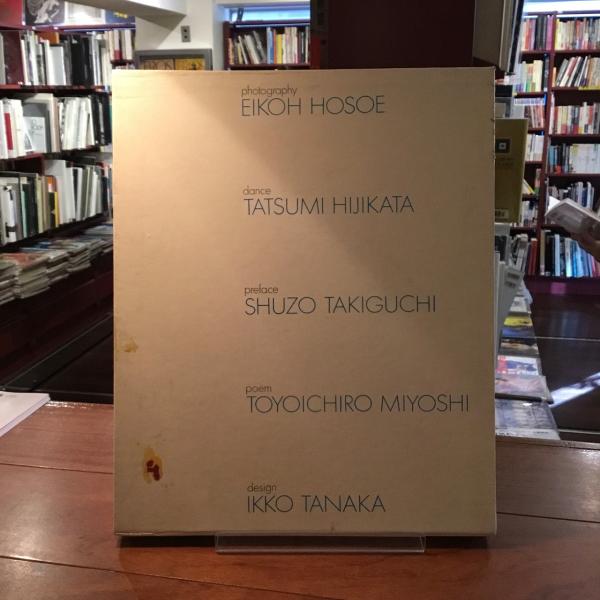 photography
EIKOH HOSOE
dance
TATSUMI HIJIKATA
preface
SHUZO TAKIGUCHI
poem
TOYOICHIRO MIYOSHI
design
IKKO TANAKA